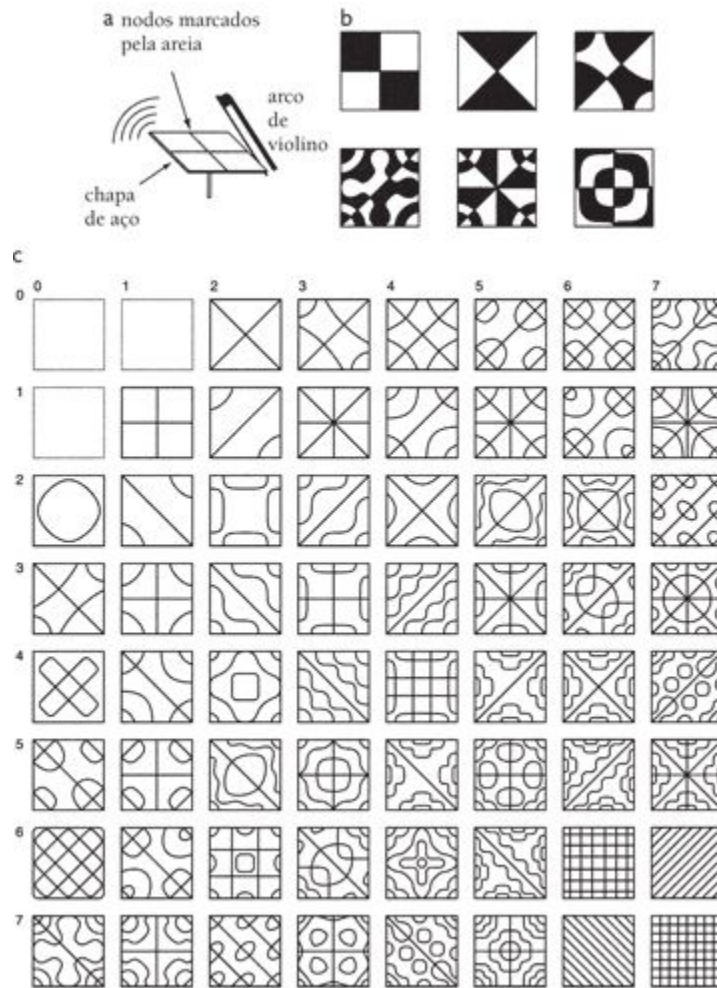 a nodos marcados
pela areia
arco
de
violino
chapa
de aço
b
c
0 1 2 3 4 5 6 7
0
1
2
3
4
5
6
7